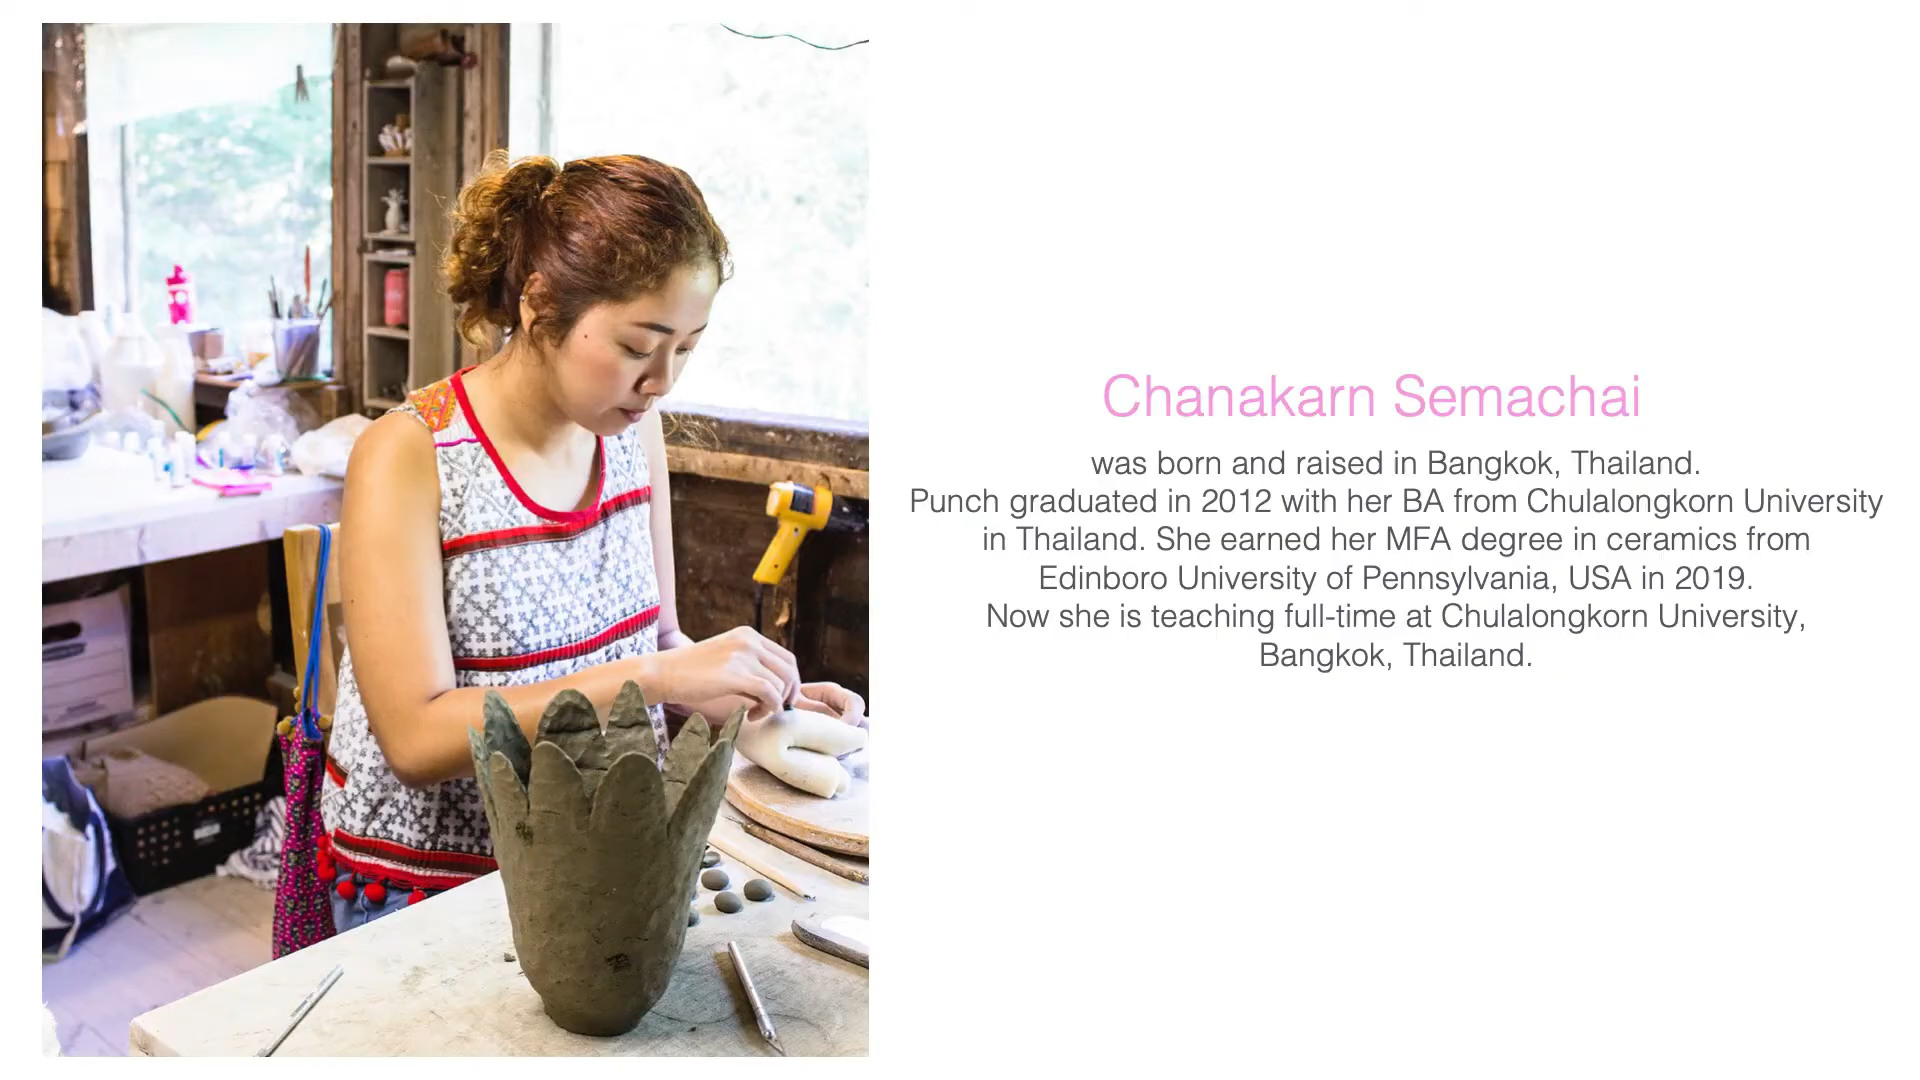 Chanakarn Semachai
was born and raised in Bangkok, Thailand.
Punch graduated in 2012 with her BA from Chulalongkorn University
in Thailand. She earned her MFA degree in ceramics from
Edinboro University of Pennsylvania, USA in 2019.
Now she is teaching full-time at Chulalongkorn University,
Bangkok, Thailand.